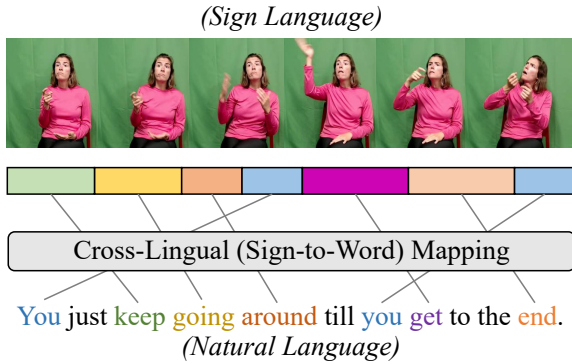 (Sign Language)
Cross-Lingual (Sign-to-Word) Mapping
You just keep going around till you get to the end.
(Natural Language)